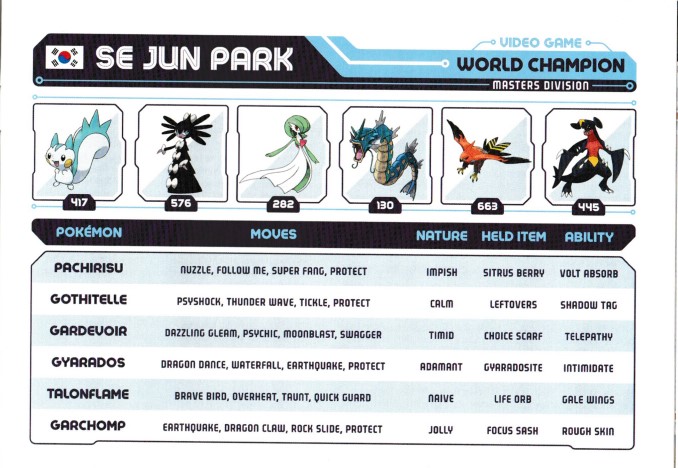 SE JUN PARK
VIDEO GAME
WORLD CHAMPION
MASTERS DIVISION
417 576 282 130 663 445
POKÉMON MOVES NATURE HELD ITEM ABILITY
PACHIRISU NUZZLE, FOLLOW ME, SUPER FANG, PROTECT IMPISH SITRUS BERRY VOLT ABSORB
GOTHITELLE PSYSHOCK, THUNDER WAVE, TICKLE, PROTECT CALM LEFTOVERS SHADOW TAG
GARDEVOIR DAZZLING GLEAM, PSYCHIC, MOONBLAST, SWAGGER TIMID CHOICE SCARF TELEPATHY
GYARADOS DRAGON DANCE, WATERFALL, EARTHQUAKE, PROTECT ADAMANT GYARADOSITE INTIMIDATE
TALONFLAME BRAVE BIRD, OVERHEAT, TAUNT, QUICK GUARD NAIVE LIFE ORB GALE WINGS
GARCHOMP EARTHQUAKE, DRAGON CLAW, ROCK SLIDE, PROTECT JOLLY FOCUS SASH ROUGH SKIN